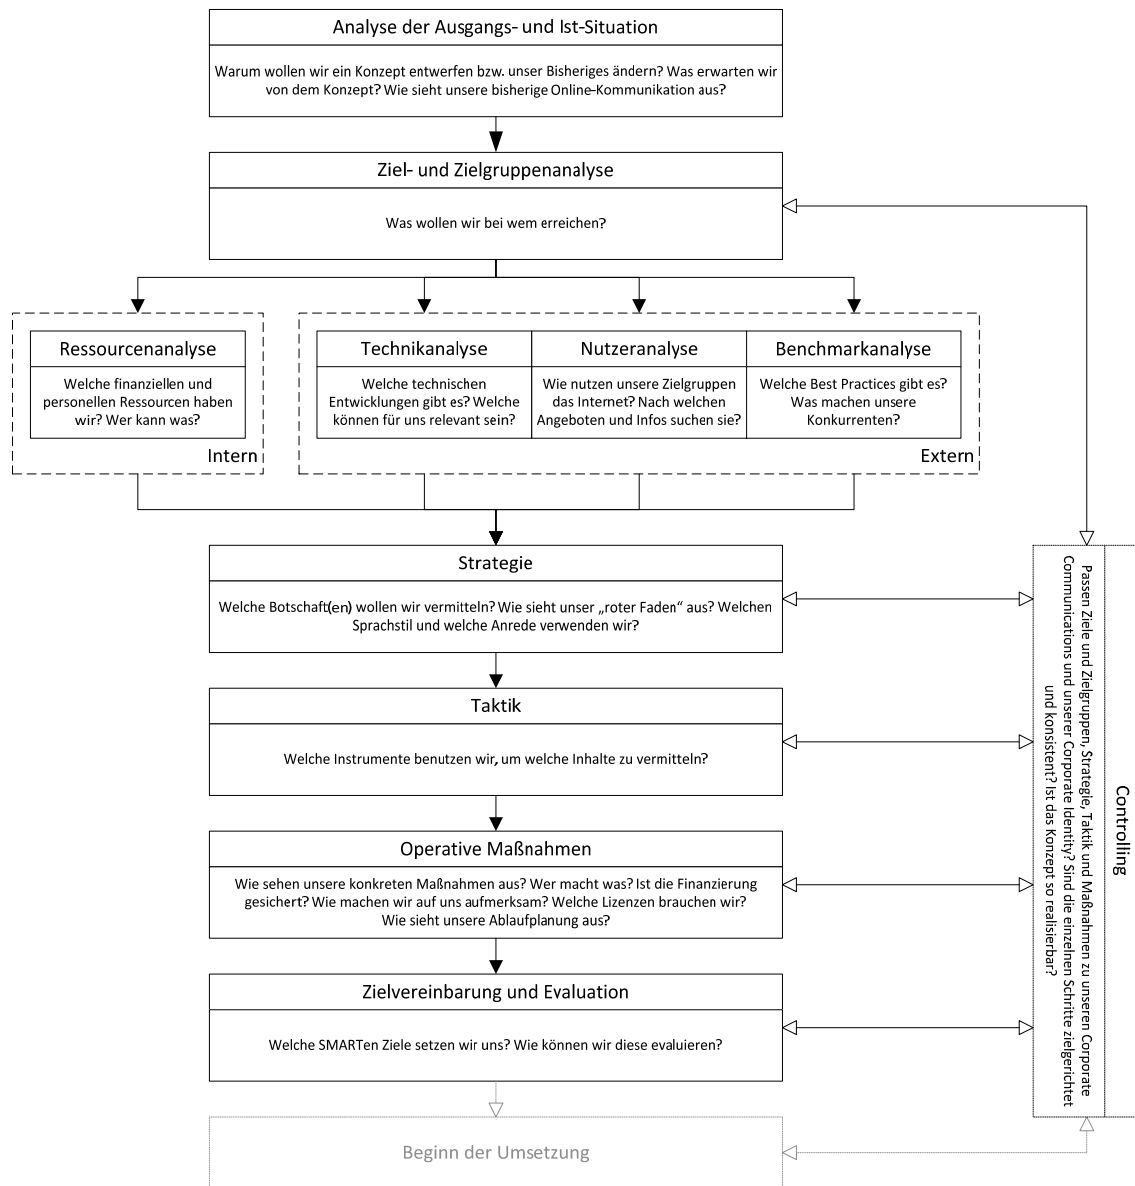 Analyse der Ausgangs- und Ist-Situation
Warum wollen wir ein Konzept entwerfen bzw. unser Bisheriges ändern? Was erwarten wir
von dem Konzept? Wie sieht unsere bisherige Online-Kommunikation aus?
Ziel- und Zielgruppenanalyse
Was wollen wir bei wem erreichen?
Ressourcenanalyse
Welche finanziellen und
personellen Ressourcen haben
wir? Wer kann was?
Intern
Technikanalyse
Welche technischen
Entwicklungen gibt es? Welche
können für uns relevant sein?
Nutzeranalyse
Wie nutzen unsere Zielgruppen
das Internet? Nach welchen
Angeboten und Infos suchen sie?
Benchmarkanalyse
Welche Best Practices gibt es?
Was machen unsere
Konkurrenten?
Extern
Strategie
Welche Botschaft(en) wollen wir vermitteln? Wie sieht unser „roter Faden“ aus? Welchen
Sprachstil und welche Anrede verwenden wir?
Taktik
Welche Instrumente benutzen wir, um welche Inhalte zu vermitteln?
Operative Maßnahmen
Wie sehen unsere konkreten Maßnahmen aus? Wer macht was? Ist die Finanzierung
gesichert? Wie machen wir auf uns aufmerksam? Welche Lizenzen brauchen wir?
Wie sieht unsere Ablaufplanung aus?
Zielvereinbarung und Evaluation
Welche SMARTen Ziele setzen wir uns? Wie können wir diese evaluieren?
Beginn der Umsetzung
Controlling
Passen Ziele und Zielgruppen, Strategie, Taktik und Maßnahmen zu unseren Corporate
Communications und unserer Corporate Identity? Sind die einzelnen Schritte zielgerichtet
und konsistent? Ist das Konzept so realisierbar?